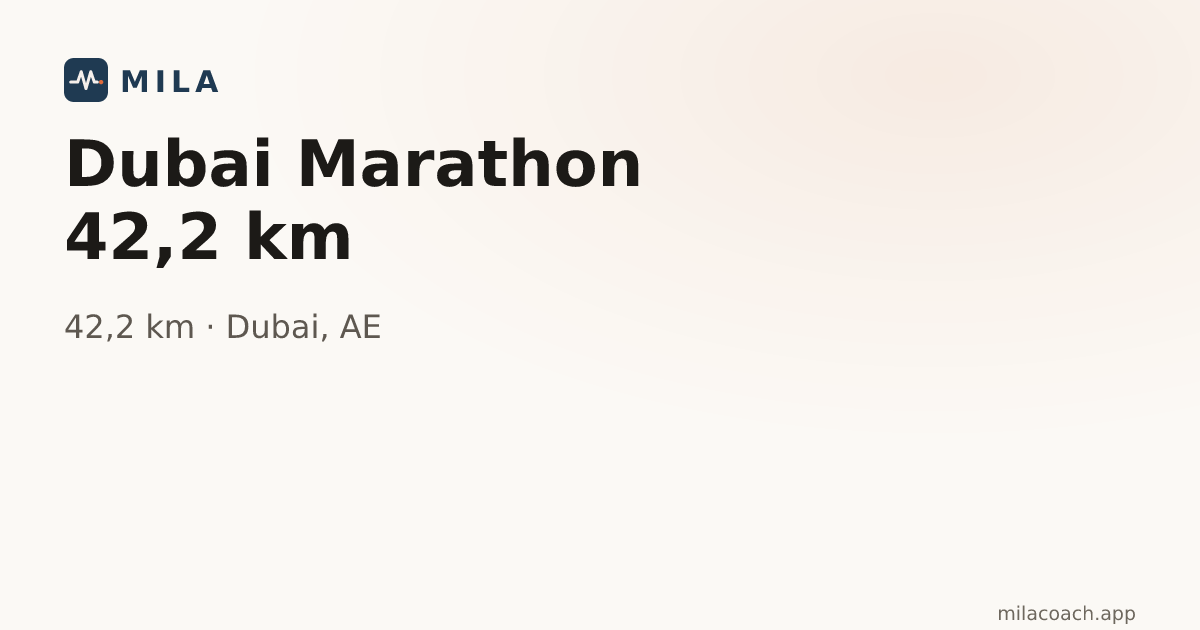 MILA
Dubai Marathon
42,2 km
42,2 km · Dubai, AE
milacoach.app